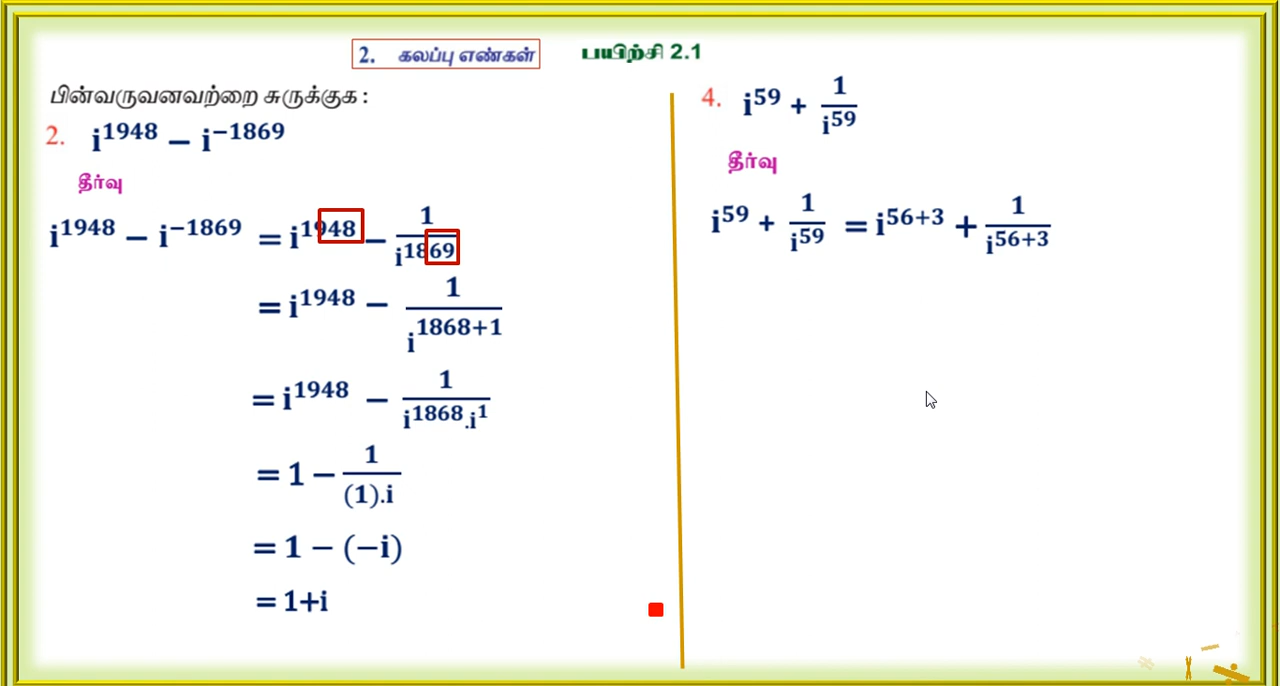 2. கலப்பு எண்கள் பயிற்சி 2.1
பின்வருவனவற்றை சுருக்குக :
2. i^1948 − i^−1869
தீர்வு
i^1948 − i^−1869 = i^1948 − 1/i^1869
= i^1948 − 1/i^(1868+1)
= i^1948 − 1/(i^1868.i^1)
= 1 − 1/((1).i)
= 1 − (−i)
= 1+i
4. i^59 + 1/i^59
தீர்வு
i^59 + 1/i^59 = i^(56+3) + 1/i^(56+3)